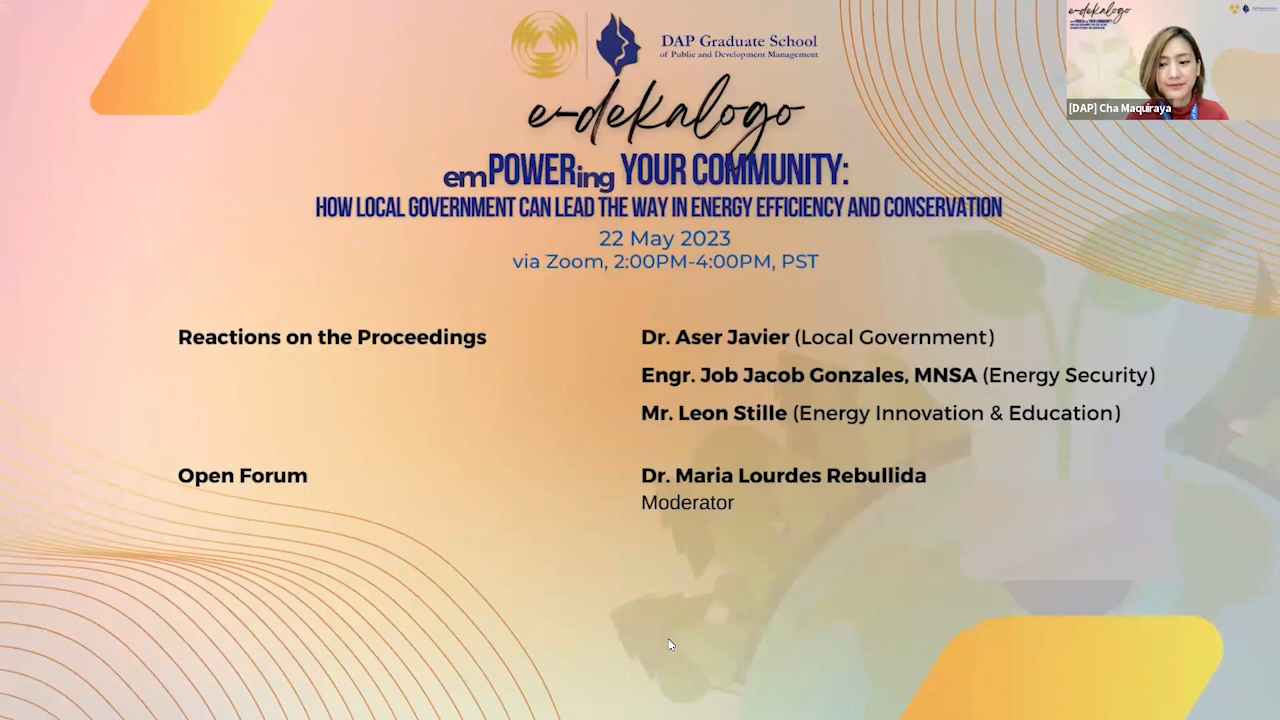 DAP Graduate School
of Public and Development Management
e-dekalogo
emPOWERing YOUR COMMUNITY:
HOW LOCAL GOVERNMENT CAN LEAD THE WAY IN ENERGY EFFICIENCY AND CONSERVATION
22 May 2023
via Zoom, 2:00PM-4:00PM, PST
e-dekalogo
[DAP] Cha Maquiraya
Reactions on the Proceedings
Dr. Aser Javier (Local Government)
Engr. Job Jacob Gonzales, MNSA (Energy Security)
Mr. Leon Stille (Energy Innovation & Education)
Open Forum
Dr. Maria Lourdes Rebullida
Moderator